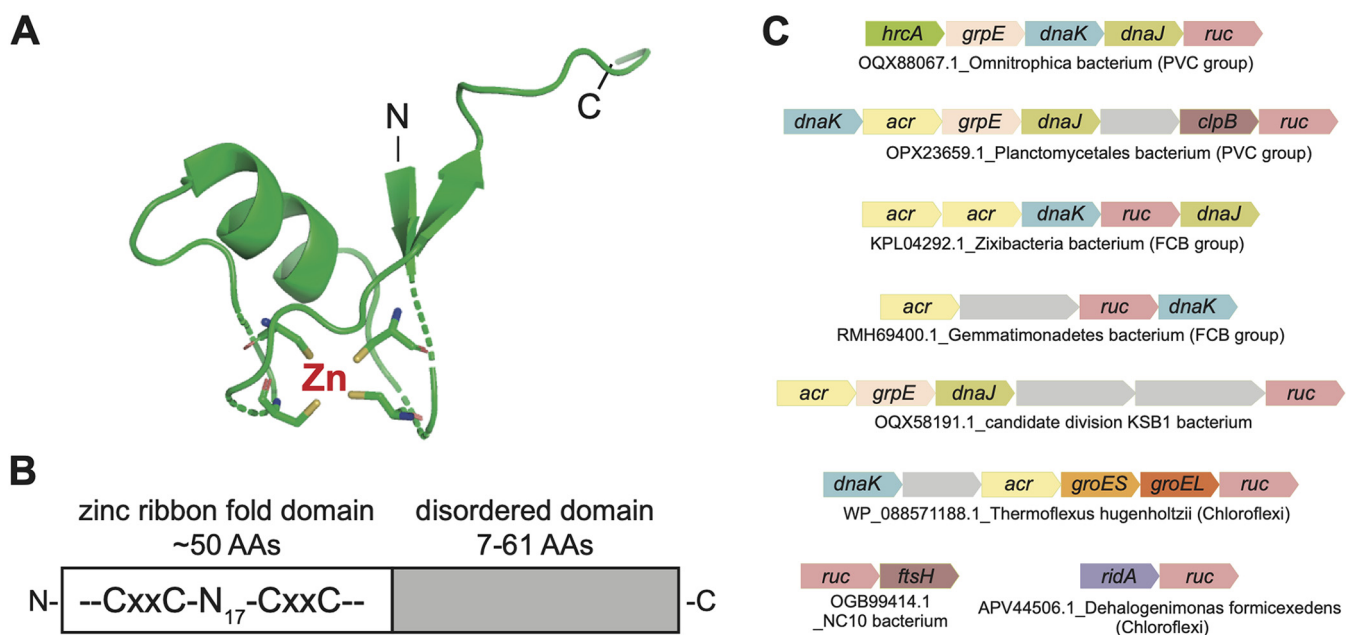 A
N
C
Zn
B
zinc ribbon fold domain
~50 AAs
disordered domain
7-61 AAs
N-
--CxxC-N17-CxxC--
-C
C
hrcA grpE dnaK dnaJ ruc
OQX88067.1_Omnitrophica bacterium (PVC group)
dnaK acr grpE dnaJ clpB ruc
OPX23659.1_Planctomycetales bacterium (PVC group)
acr acr dnaK ruc dnaJ
KPL04292.1_Zixibacteria bacterium (FCB group)
acr ruc dnaK
RMH69400.1_Gemmatimonadetes bacterium (FCB group)
acr grpE dnaJ ruc
OQX58191.1_candidate division KSB1 bacterium
dnaK acr groES groEL ruc
WP_088571188.1_Thermoflexus hugenholtzii (Chloroflexi)
ruc ftsH
OGB99414.1
_NC10 bacterium
ridA ruc
APV44506.1_Dehalogenimonas formicexedens
(Chloroflexi)